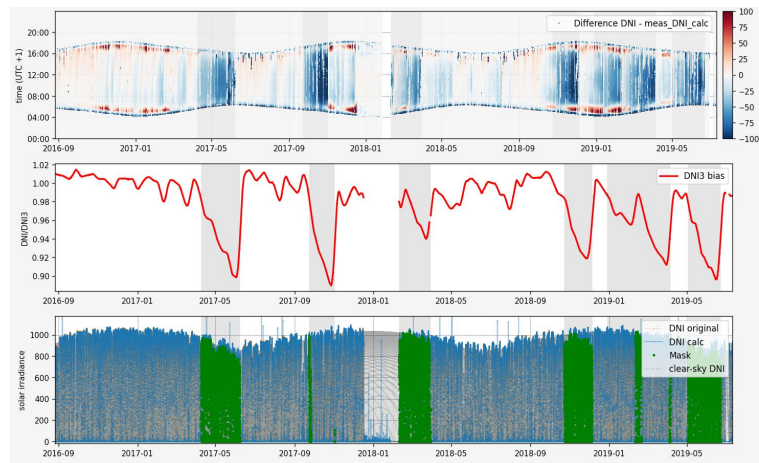 Difference DNI - meas_DNI_calc
time (UTC +1)
20:00
16:00
12:00
08:00
04:00
00:00
2016-09 2017-01 2017-05 2017-09 2018-01 2018-05 2018-09 2019-01 2019-05
100
75
50
25
0
−25
−50
−75
−100
DNI3 bias
DNI/DNI3
1.02
1.00
0.98
0.96
0.94
0.92
0.90
2016-09 2017-01 2017-05 2017-09 2018-01 2018-05 2018-09 2019-01 2019-05
DNI original
DNI calc
Mask
clear-sky DNI
solar irradiance
1000
800
600
400
200
0
2016-09 2017-01 2017-05 2017-09 2018-01 2018-05 2018-09 2019-01 2019-05